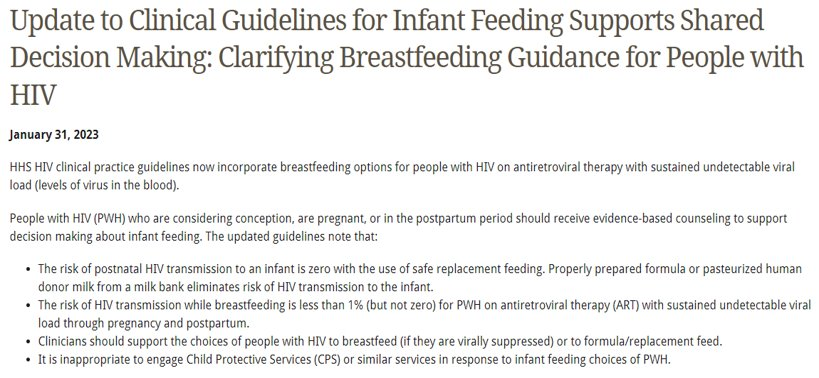 Update to Clinical Guidelines for Infant Feeding Supports Shared
Decision Making: Clarifying Breastfeeding Guidance for People with
HIV
January 31, 2023
HHS HIV clinical practice guidelines now incorporate breastfeeding options for people with HIV on antiretroviral therapy with sustained undetectable viral
load (levels of virus in the blood).
People with HIV (PWH) who are considering conception, are pregnant, or in the postpartum period should receive evidence-based counseling to support
decision making about infant feeding. The updated guidelines note that:
• The risk of postnatal HIV transmission to an infant is zero with the use of safe replacement feeding. Properly prepared formula or pasteurized human
donor milk from a milk bank eliminates risk of HIV transmission to the infant.
• The risk of HIV transmission while breastfeeding is less than 1% (but not zero) for PWH on antiretroviral therapy (ART) with sustained undetectable viral
load through pregnancy and postpartum.
• Clinicians should support the choices of people with HIV to breastfeed (if they are virally suppressed) or to formula/replacement feed.
• It is inappropriate to engage Child Protective Services (CPS) or similar services in response to infant feeding choices of PWH.